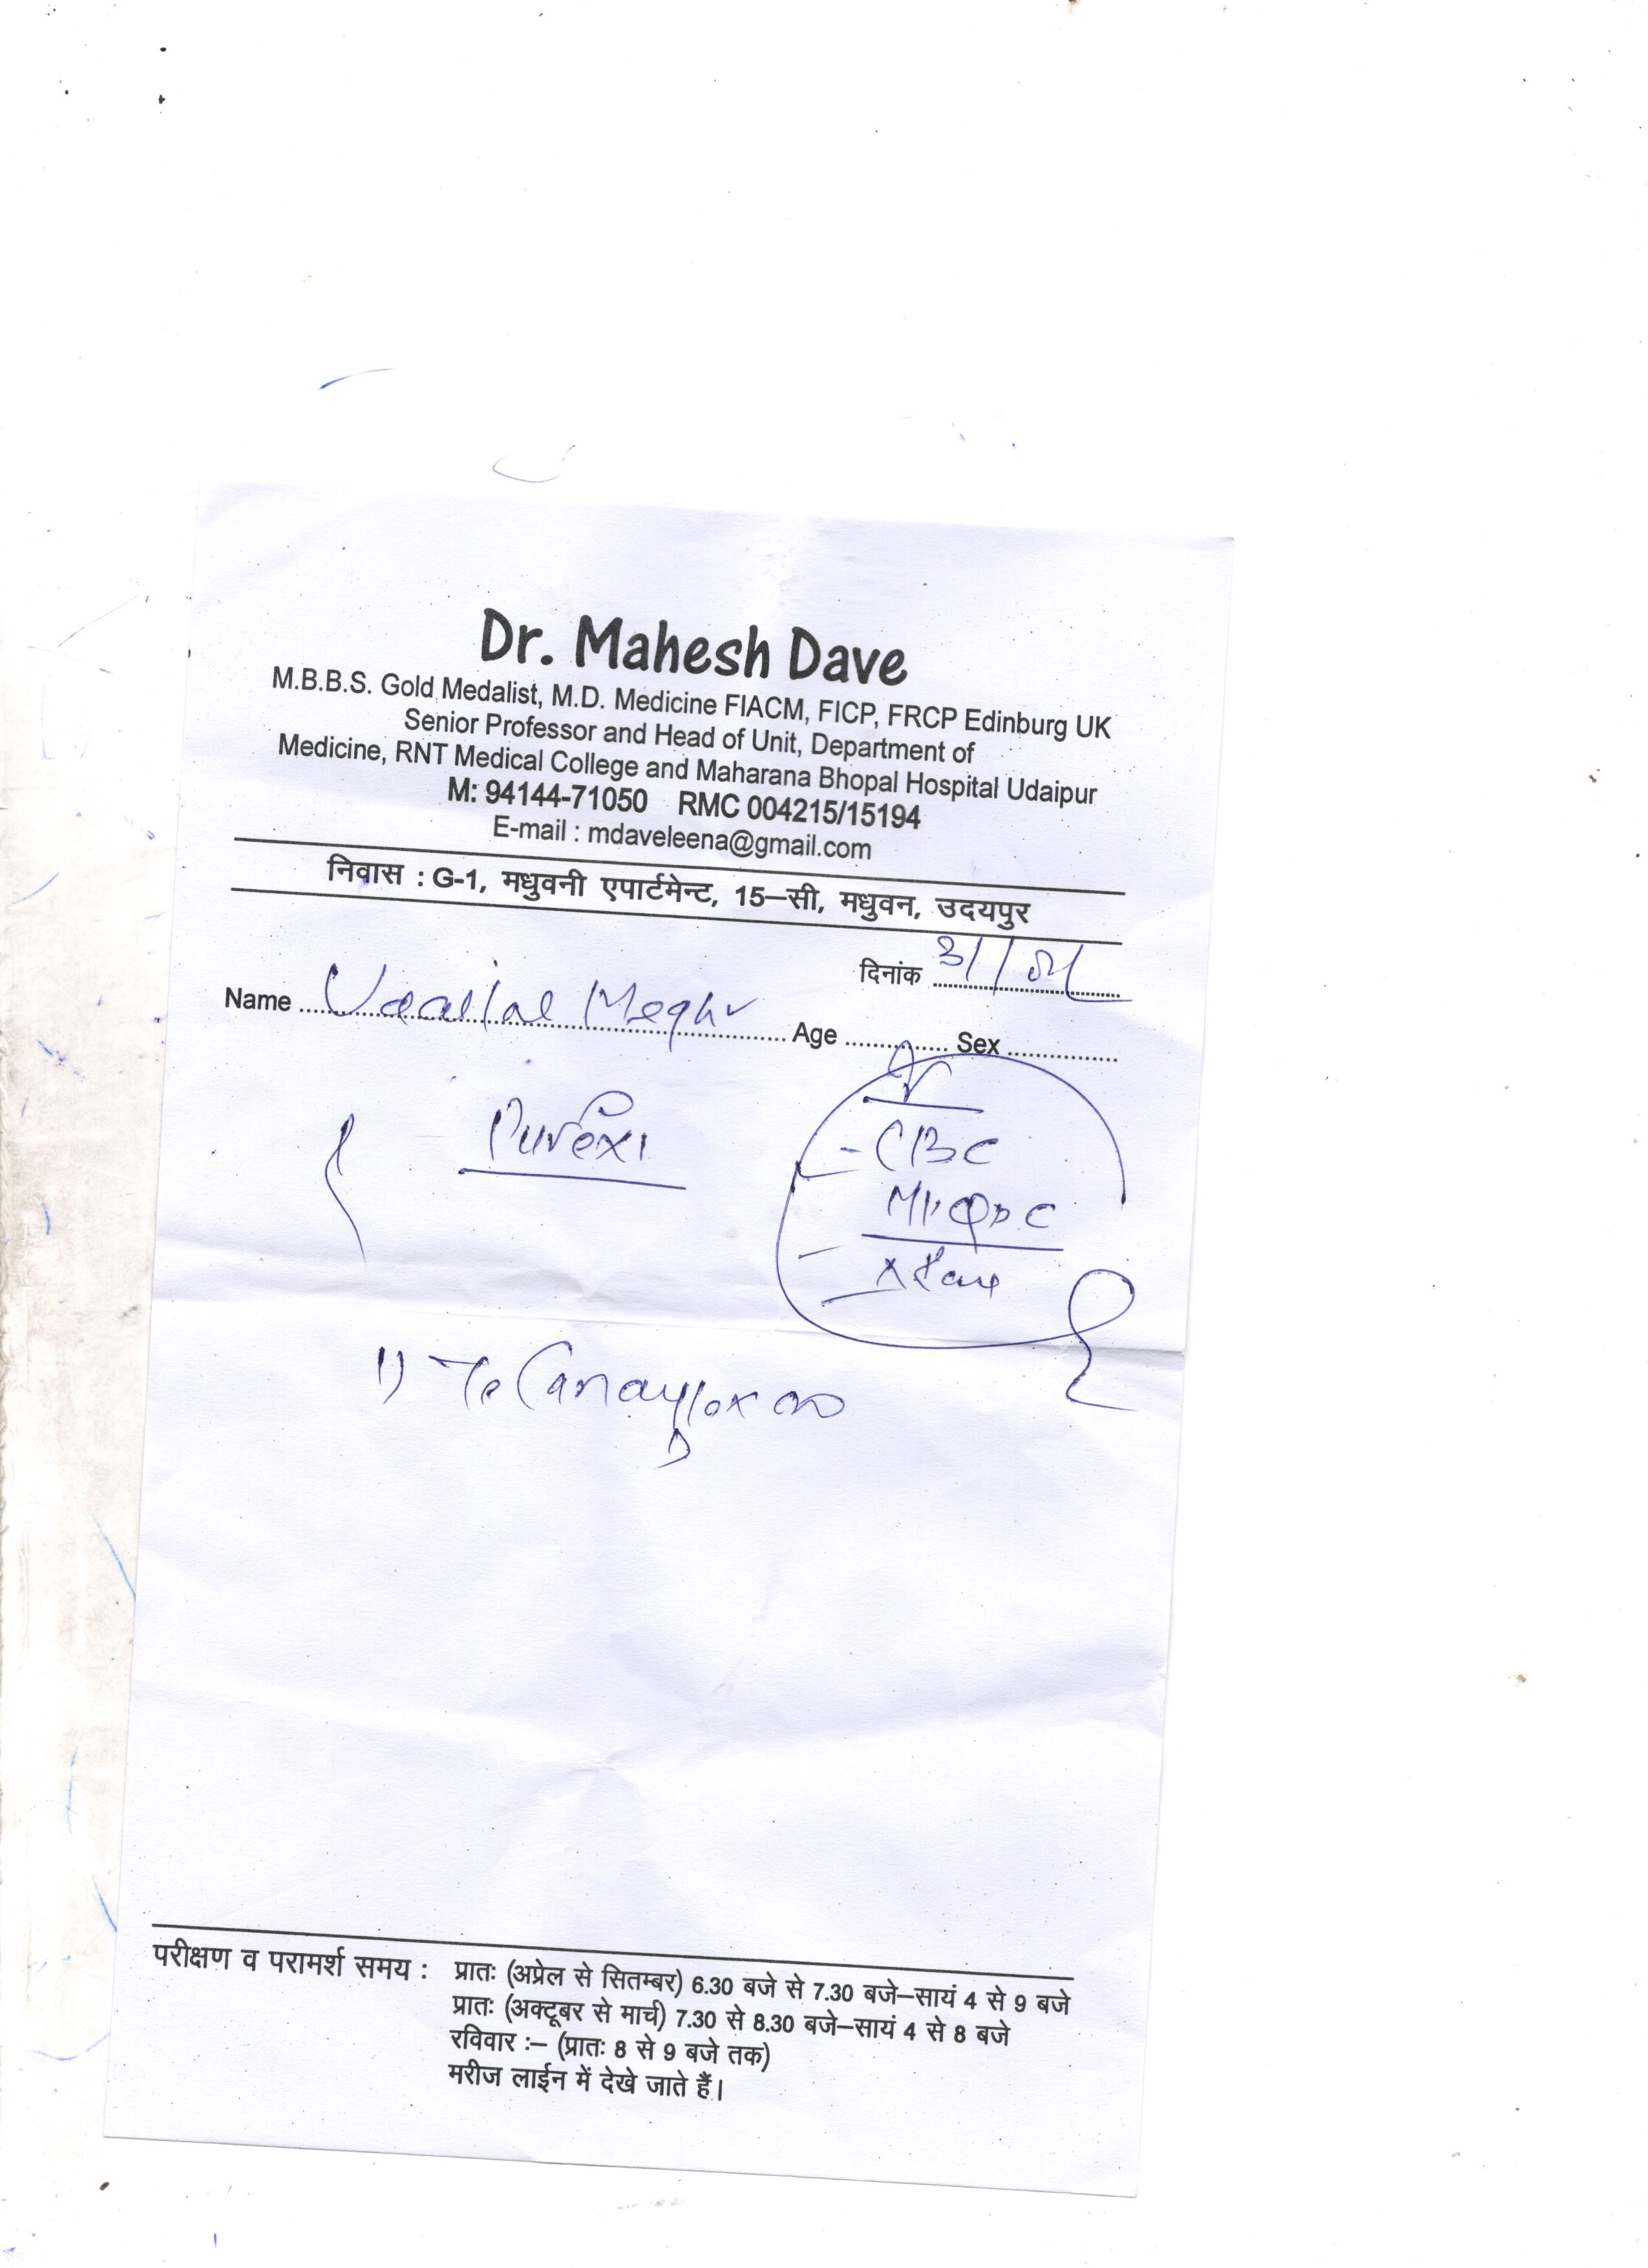 Dr. Mahesh Dave
M.B.B.S. Gold Medalist, M.D. Medicine FIACM, FICP, FRCP Edinburg UK
Senior Professor and Head of Unit, Department of
Medicine, RNT Medical College and Maharana Bhopal Hospital Udaipur
M: 94144-71050 RMC 004215/15194
E-mail : mdaveleena@gmail.com
निवास : G-1, मधुवनी एपार्टमेन्ट, 15–सी, मधुवन, उदयपुर
दिनांक
Name Age Sex
- CBC
1)
परीक्षण व परामर्श समय : प्रातः (अप्रेल से सितम्बर) 6.30 बजे से 7.30 बजे–सायं 4 से 9 बजे
प्रातः (अक्टूबर से मार्च) 7.30 से 8.30 बजे–सायं 4 से 8 बजे
रविवार :– (प्रातः 8 से 9 बजे तक)
मरीज लाईन में देखे जाते हैं।